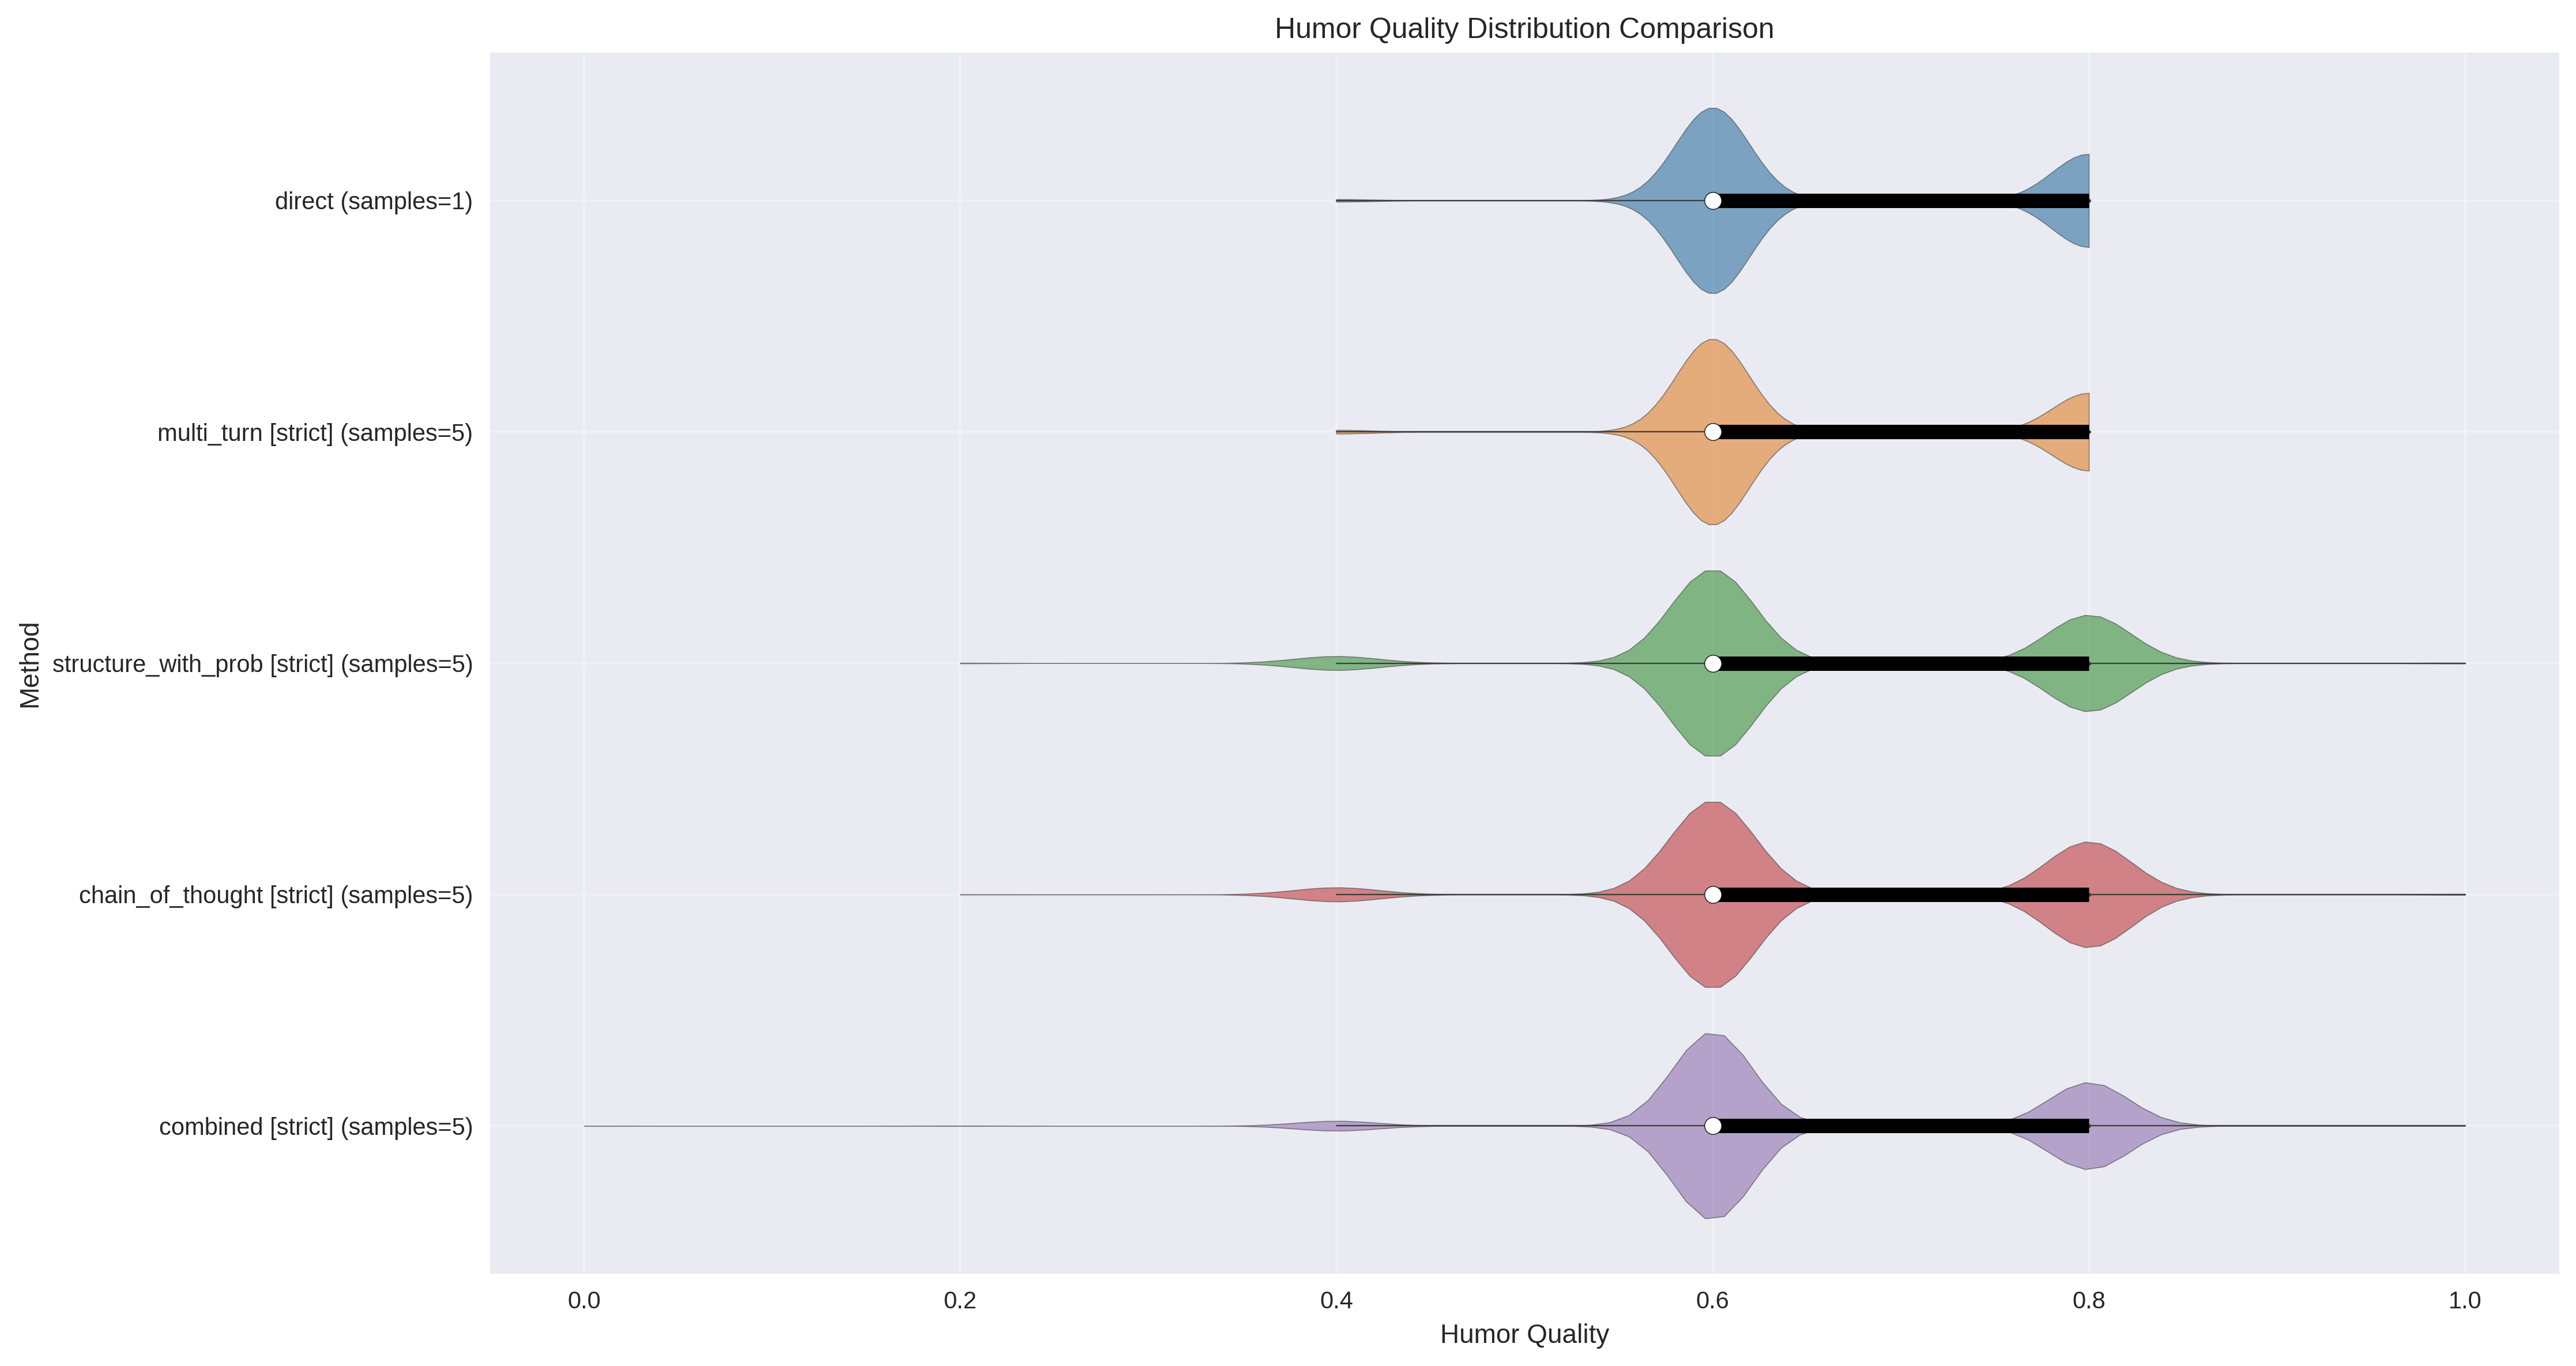 Humor Quality Distribution Comparison
Method
direct (samples=1)
multi_turn [strict] (samples=5)
structure_with_prob [strict] (samples=5)
chain_of_thought [strict] (samples=5)
combined [strict] (samples=5)
0.0 0.2 0.4 0.6 0.8 1.0
Humor Quality